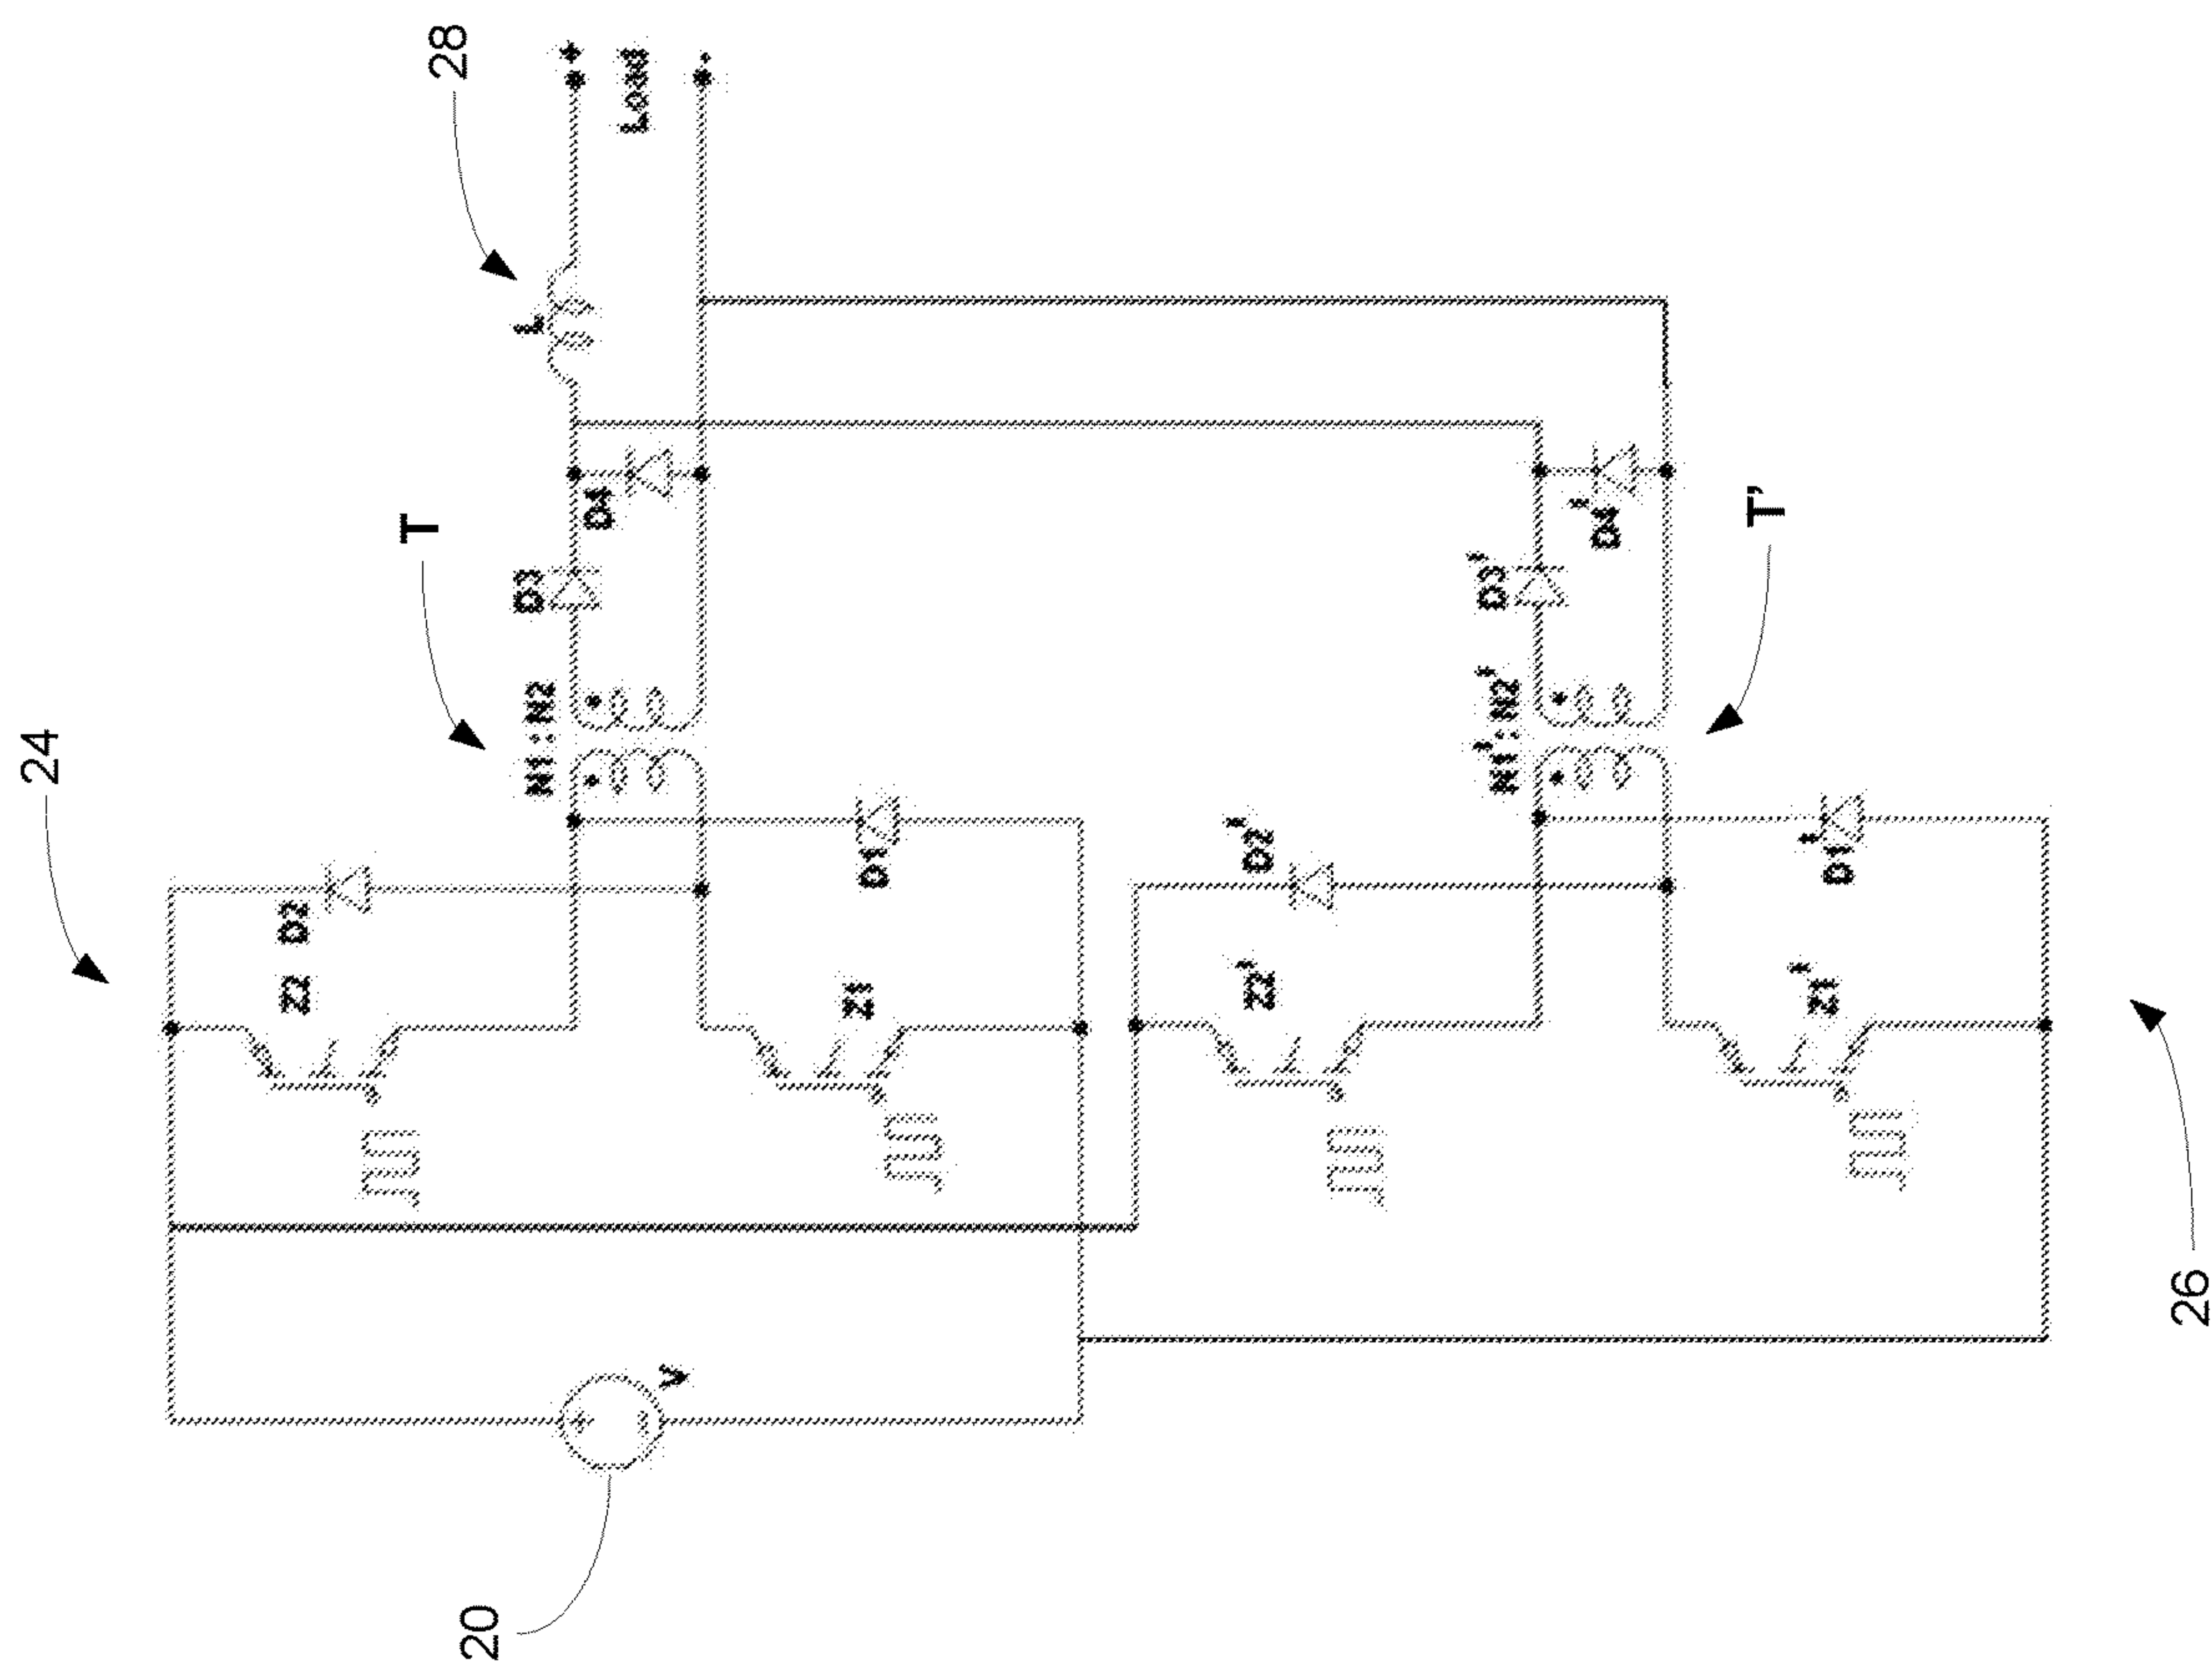 24
26
20
28
T
T'
D2
Z2
D1
Z1
N1:N2
D3
D4
L
+
Load
-
V
+
-
D2'
Z2'
D1'
Z1'
N1':N2'
D3'
D4'